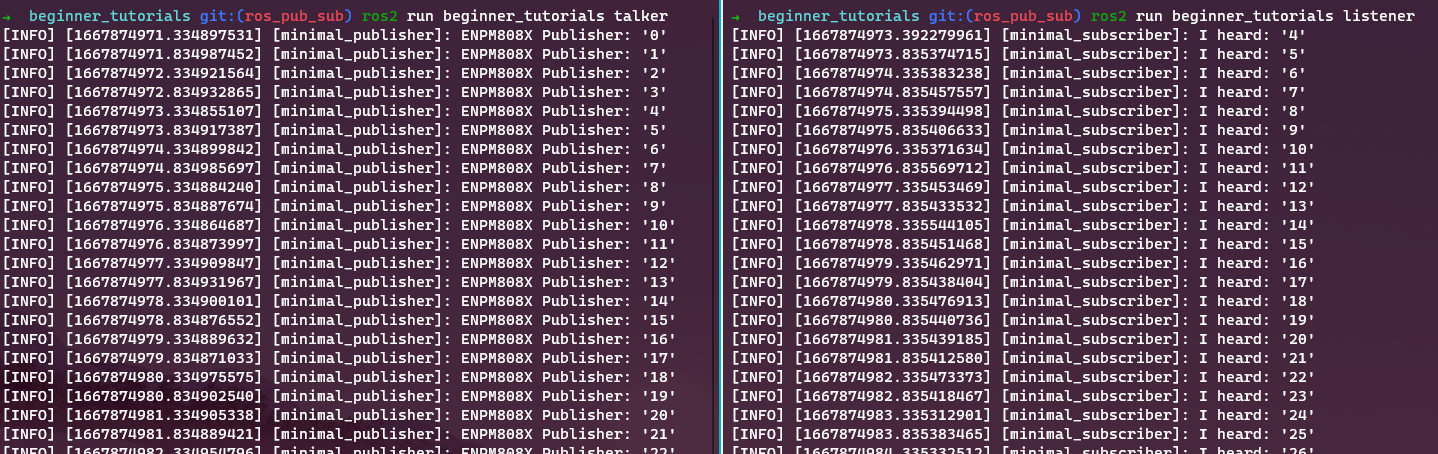 → beginner_tutorials git:(ros_pub_sub) ros2 run beginner_tutorials talker
[INFO] [1667874971.334897531] [minimal_publisher]: ENPM808X Publisher: '0'
[INFO] [1667874971.834987452] [minimal_publisher]: ENPM808X Publisher: '1'
[INFO] [1667874972.334921564] [minimal_publisher]: ENPM808X Publisher: '2'
[INFO] [1667874972.834932865] [minimal_publisher]: ENPM808X Publisher: '3'
[INFO] [1667874973.334855107] [minimal_publisher]: ENPM808X Publisher: '4'
[INFO] [1667874973.834917387] [minimal_publisher]: ENPM808X Publisher: '5'
[INFO] [1667874974.334899842] [minimal_publisher]: ENPM808X Publisher: '6'
[INFO] [1667874974.834985697] [minimal_publisher]: ENPM808X Publisher: '7'
[INFO] [1667874975.334884240] [minimal_publisher]: ENPM808X Publisher: '8'
[INFO] [1667874975.834887674] [minimal_publisher]: ENPM808X Publisher: '9'
[INFO] [1667874976.334864687] [minimal_publisher]: ENPM808X Publisher: '10'
[INFO] [1667874976.834873997] [minimal_publisher]: ENPM808X Publisher: '11'
[INFO] [1667874977.334909847] [minimal_publisher]: ENPM808X Publisher: '12'
[INFO] [1667874977.834931967] [minimal_publisher]: ENPM808X Publisher: '13'
[INFO] [1667874978.334900101] [minimal_publisher]: ENPM808X Publisher: '14'
[INFO] [1667874978.834876552] [minimal_publisher]: ENPM808X Publisher: '15'
[INFO] [1667874979.334889632] [minimal_publisher]: ENPM808X Publisher: '16'
[INFO] [1667874979.834871033] [minimal_publisher]: ENPM808X Publisher: '17'
[INFO] [1667874980.334975575] [minimal_publisher]: ENPM808X Publisher: '18'
[INFO] [1667874980.834902540] [minimal_publisher]: ENPM808X Publisher: '19'
[INFO] [1667874981.334905338] [minimal_publisher]: ENPM808X Publisher: '20'
[INFO] [1667874981.834889421] [minimal_publisher]: ENPM808X Publisher: '21'
[INFO] [1667874982.334954796] [minimal_publisher]: ENPM808X Publisher: '22'
→ beginner_tutorials git:(ros_pub_sub) ros2 run beginner_tutorials listener
[INFO] [1667874973.392279961] [minimal_subscriber]: I heard: '4'
[INFO] [1667874973.835374715] [minimal_subscriber]: I heard: '5'
[INFO] [1667874974.335383238] [minimal_subscriber]: I heard: '6'
[INFO] [1667874974.835457557] [minimal_subscriber]: I heard: '7'
[INFO] [1667874975.335394498] [minimal_subscriber]: I heard: '8'
[INFO] [1667874975.835406633] [minimal_subscriber]: I heard: '9'
[INFO] [1667874976.335371634] [minimal_subscriber]: I heard: '10'
[INFO] [1667874976.835569712] [minimal_subscriber]: I heard: '11'
[INFO] [1667874977.335453469] [minimal_subscriber]: I heard: '12'
[INFO] [1667874977.835433532] [minimal_subscriber]: I heard: '13'
[INFO] [1667874978.335544105] [minimal_subscriber]: I heard: '14'
[INFO] [1667874978.835451468] [minimal_subscriber]: I heard: '15'
[INFO] [1667874979.335462971] [minimal_subscriber]: I heard: '16'
[INFO] [1667874979.835438404] [minimal_subscriber]: I heard: '17'
[INFO] [1667874980.335476913] [minimal_subscriber]: I heard: '18'
[INFO] [1667874980.835440736] [minimal_subscriber]: I heard: '19'
[INFO] [1667874981.335439185] [minimal_subscriber]: I heard: '20'
[INFO] [1667874981.835412580] [minimal_subscriber]: I heard: '21'
[INFO] [1667874982.335473373] [minimal_subscriber]: I heard: '22'
[INFO] [1667874982.835418467] [minimal_subscriber]: I heard: '23'
[INFO] [1667874983.335312901] [minimal_subscriber]: I heard: '24'
[INFO] [1667874983.835383465] [minimal_subscriber]: I heard: '25'
[INFO] [1667874984.335332512] [minimal_subscriber]: I heard: '26'